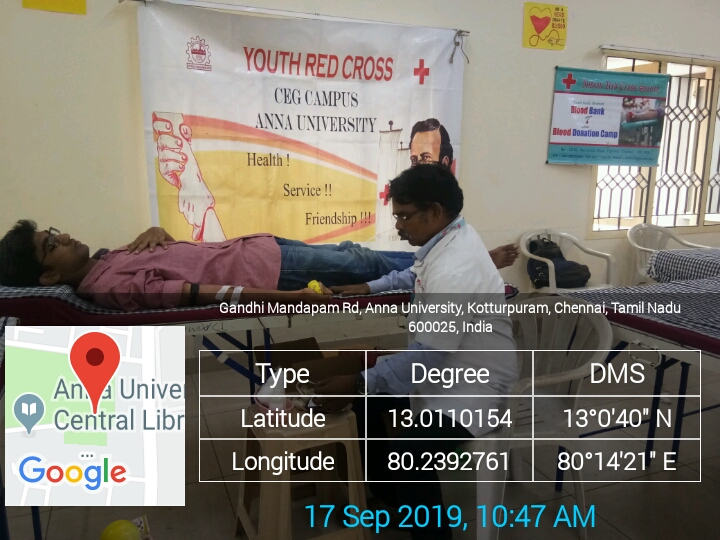 YOUTH RED CROSS
CEG CAMPUS
ANNA UNIVERSITY
Health !
Service !!
Friendship !!!
Blood Bank
Blood Donation Camp
Gandhi Mandapam Rd, Anna University, Kotturpuram, Chennai, Tamil Nadu
600025, India
Anna Univer
Central Libr
Google
Type Degree DMS
Latitude 13.0110154 13°0'40" N
Longitude 80.2392761 80°14'21" E
17 Sep 2019, 10:47 AM